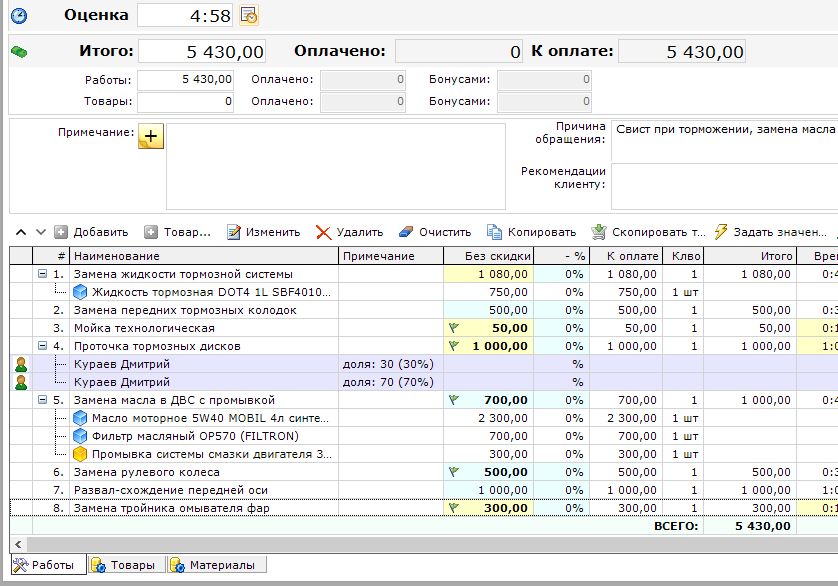 Оценка 4:58
Итого: 5 430,00 Оплачено: 0 К оплате: 5 430,00
Работы: 5 430,00 Оплачено: 0 Бонусами: 0
Товары: 0 Оплачено: 0 Бонусами: 0
Примечание: + Причина обращения: Свист при торможении, замена масла
Рекомендации клиенту:
Добавить Товар... Изменить Удалить Очистить Копировать Скопировать т... Задать значен...
# Наименование Примечание Без скидки - % К оплате Клво Итого Врем
1. Замена жидкости тормозной системы 1 080,00 0% 1 080,00 1 1 080,00 0:4
Жидкость тормозная DOT4 1L SBF4010... 750,00 0% 750,00 1 шт
2. Замена передних тормозных колодок 500,00 0% 500,00 1 500,00 0:3
3. Мойка технологическая 50,00 0% 50,00 1 50,00 0:1
4. Проточка тормозных дисков 1 000,00 0% 1 000,00 1 1 000,00 1:0
Кураев Дмитрий доля: 30 (30%) %
Кураев Дмитрий доля: 70 (70%) %
5. Замена масла в ДВС с промывкой 700,00 0% 700,00 1 1 000,00 0:4
Масло моторное 5W40 MOBIL 4л синте... 2 300,00 0% 2 300,00 1 шт
Фильтр масляный OP570 (FILTRON) 700,00 0% 700,00 1 шт
Промывка системы смазки двигателя 3... 300,00 0% 300,00 1 шт
6. Замена рулевого колеса 500,00 0% 500,00 1 500,00 0:3
7. Развал-схождение передней оси 1 000,00 0% 1 000,00 1 1 000,00 1:0
8. Замена тройника омывателя фар 300,00 0% 300,00 1 300,00 0:1
ВСЕГО: 5 430,00
Работы Товары Материалы